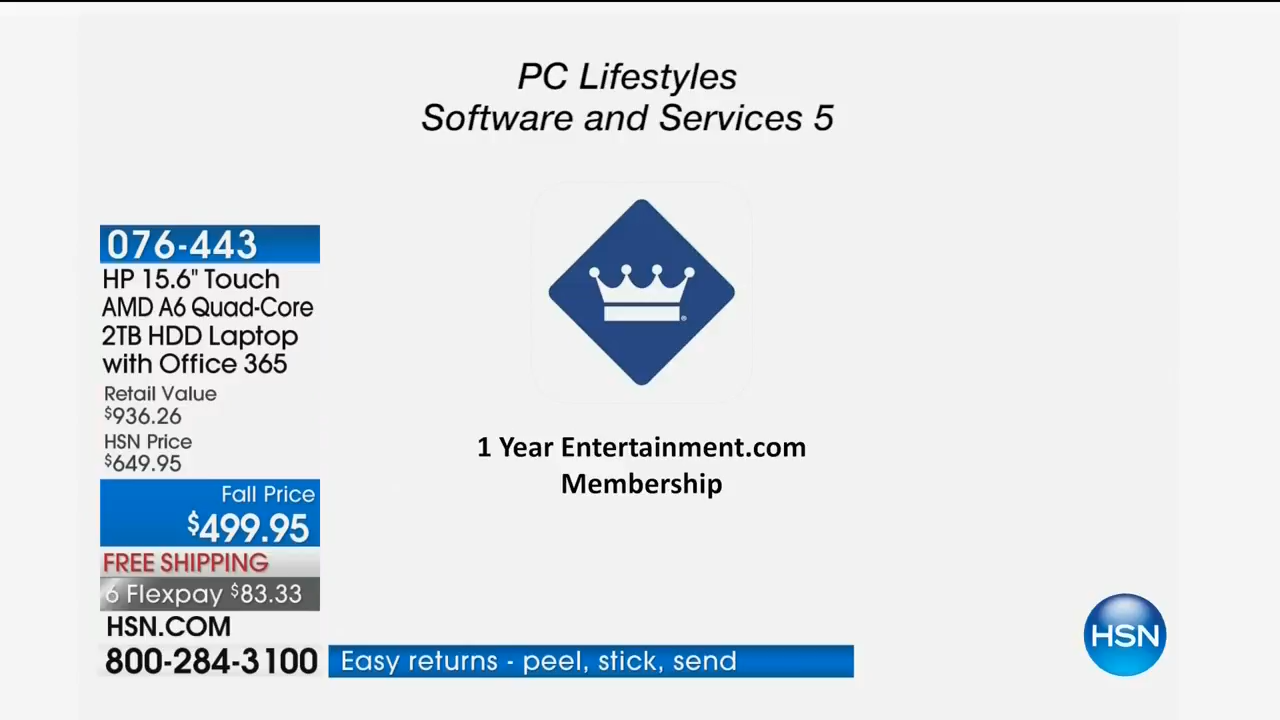 PC Lifestyles
Software and Services 5
076-443
HP 15.6" Touch
AMD A6 Quad-Core
2TB HDD Laptop
with Office 365
Retail Value
$936.26
HSN Price
$649.95
Fall Price
$499.95
FREE SHIPPING
6 Flexpay $83.33
HSN.COM
800-284-3100
1 Year Entertainment.com
Membership
Easy returns - peel, stick, send
HSN